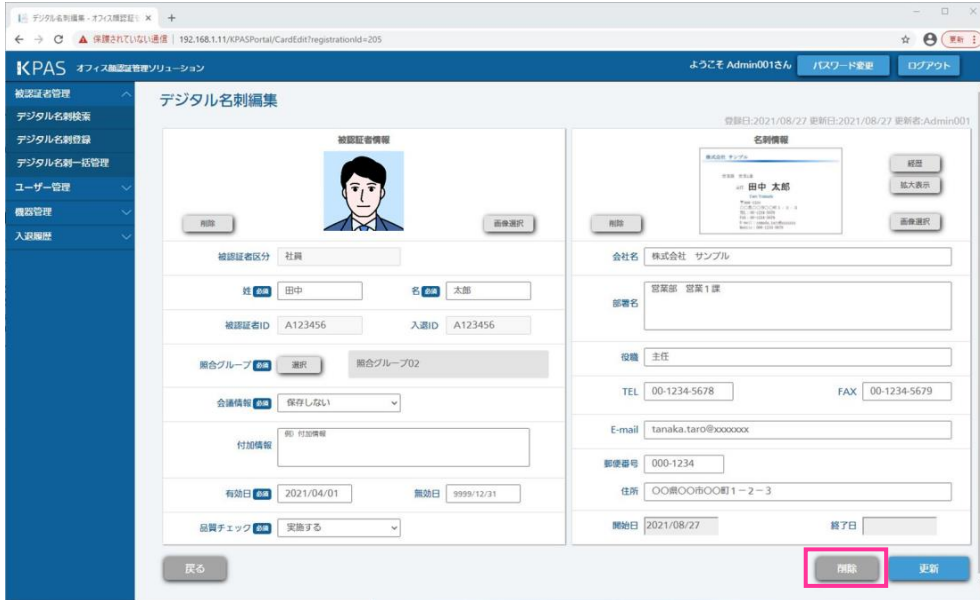 デジタル名刺編集 - オフィス顔認証管
保護されていない通信 192.168.1.11/KPASPortal/CardEdit?registrationId=205
更新
KPAS オフィス顔認証管理ソリューション
ようこそ Admin001さん
パスワード変更
ログアウト
被認証者管理
デジタル名刺検索
デジタル名刺登録
デジタル名刺一括管理
ユーザー管理
機器管理
入退履歴
デジタル名刺編集
登録日:2021/08/27 更新日:2021/08/27 更新者:Admin001
被認証者情報
削除
画像選択
被認証者区分 社員
姓 必須 田中 名 必須 太郎
被認証者ID A123456 入退ID A123456
照合グループ 必須 選択 照合グループ02
会議情報 必須 保存しない
付加情報 例）付加情報
有効日 必須 2021/04/01 無効日 9999/12/31
品質チェック 必須 実施する
名刺情報
株式会社 サンプル
営業部 営業1課
主任 田中 太郎
経歴
拡大表示
削除
画像選択
会社名 株式会社 サンプル
部署名 営業部 営業1課
役職 主任
TEL 00-1234-5678 FAX 00-1234-5679
E-mail tanaka.taro@xxxxxxx
郵便番号 000-1234
住所 〇〇県〇〇市〇〇町1－2－3
開始日 2021/08/27 終了日
戻る
削除
更新